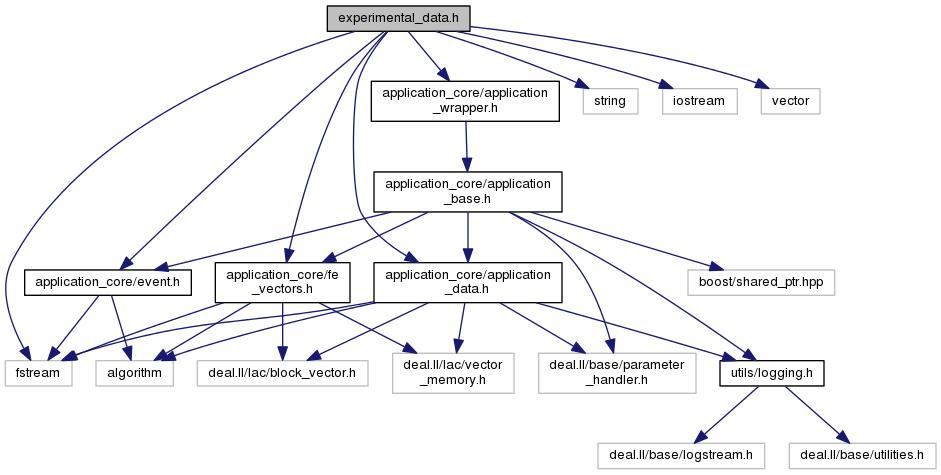 experimental_data.h
application_core/application
_wrapper.h
string
iostream
vector
application_core/application
_base.h
application_core/event.h
application_core/fe
_vectors.h
application_core/application
_data.h
boost/shared_ptr.hpp
fstream
algorithm
deal.II/lac/block_vector.h
deal.II/lac/vector
_memory.h
deal.II/base/parameter
_handler.h
utils/logging.h
deal.II/base/logstream.h
deal.II/base/utilities.h